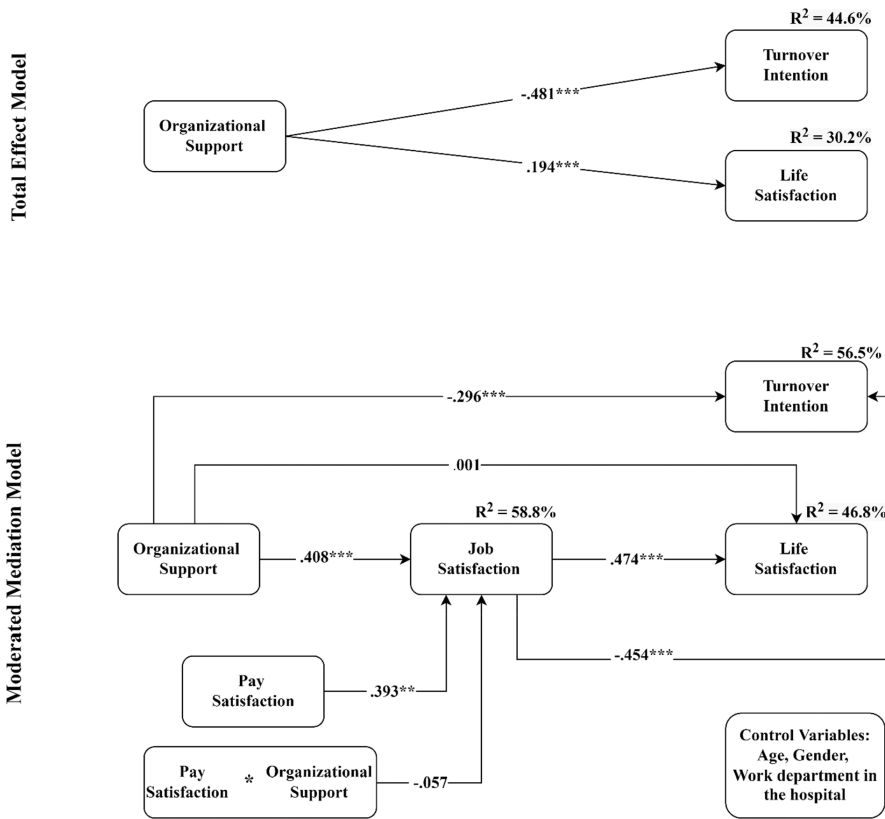 Total Effect Model
R² = 44.6%
Turnover
Intention
-.481***
Organizational
Support
R² = 30.2%
.194***
Life
Satisfaction
Moderated Mediation Model
R² = 56.5%
Turnover
Intention
-.296***
.001
R² = 58.8%
R² = 46.8%
Organizational
Support
.408***
Job
Satisfaction
.474***
Life
Satisfaction
-.454***
Pay
Satisfaction
.393**
Pay
Satisfaction
*
Organizational
Support
-.057
Control Variables:
Age, Gender,
Work department in
the hospital